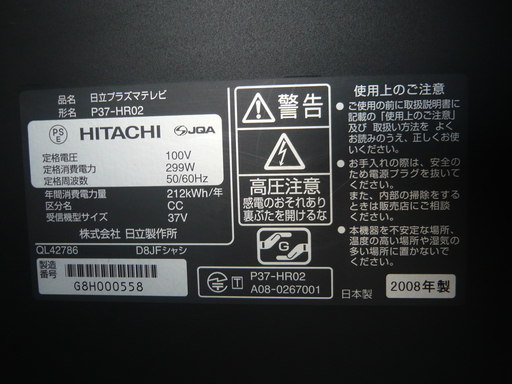 品名 日立プラズマテレビ
形名 P37-HR02
PS
E
HITACHI JQA
定格電圧 100V
定格消費電力 299W
定格周波数 50/60Hz
年間消費電力量 212kWh/年
区分名 CC
受信機型サイズ 37V
株式会社 日立製作所
QL42786 D8JFシャシ
製造
番号
G8H000558
警告
高圧注意
感電のおそれあり
裏ぶたを開けるな
G
T P37-HR02
A08-0267001
使用上のご注意
●ご使用の前に取扱説明書に
記載の「使用上のご注意」
及び 取扱い方法を よく
お読みのうえ、正しくお使い
ください。
●お手入れの際は、安全の
ため電源プラグを抜いてく
ださい。
また、内部の掃除をする
ときは販売店にご相談く
ださい。
●本機器を不安定な場所、
温度の高い場所や湿気の
多い場所に置かないで
ください。
日本製 2008年製